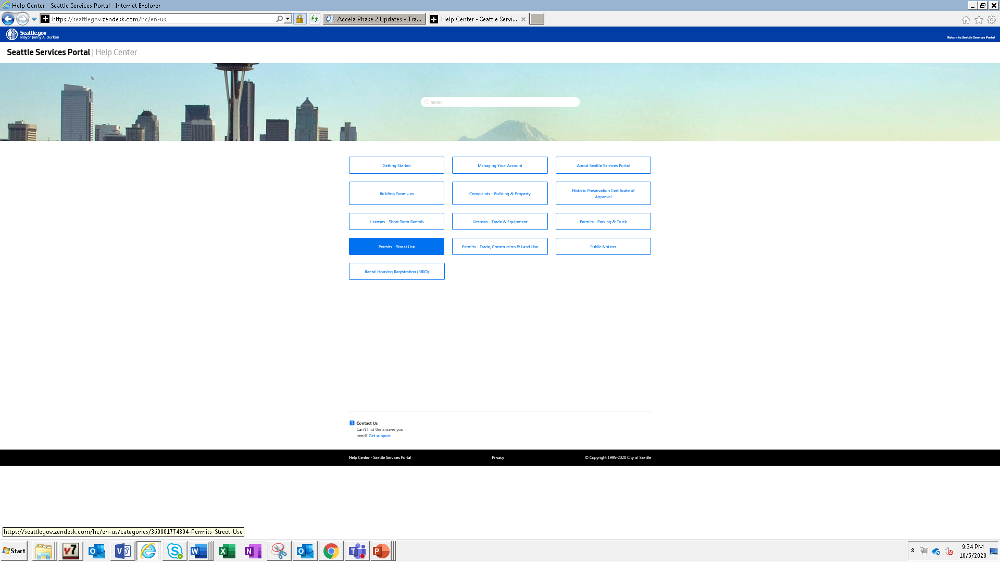 Help Center - Seattle Services Portal - Internet Explorer
https://seattlegov.zendesk.com/hc/en-us
Accela Phase 2 Updates - Tra...
Help Center - Seattle Servi...
Seattle.gov
Mayor Jenny A. Durkan
Return to Seattle Services Portal
Seattle Services Portal | Help Center
Search
Getting Started
Managing Your Account
About Seattle Services Portal
Building Tune-Ups
Complaints - Building & Property
Historic Preservation Certificate of
Approval
Licenses - Short Term Rentals
Licenses - Trade & Equipment
Permits - Parking & Truck
Permits - Street Use
Permits - Trade, Construction & Land Use
Public Notices
Rental Housing Registration (RRIO)
? Contact Us
Can't find the answer you
need? Get support.
Help Center - Seattle Services Portal
Privacy
© Copyright 1995-2020 City of Seattle
https://seattlegov.zendesk.com/hc/en-us/categories/360001774894-Permits-Street-Use
Start
v7
O
V
S
W
X
N
O
T
P
9:34 PM
10/5/2020